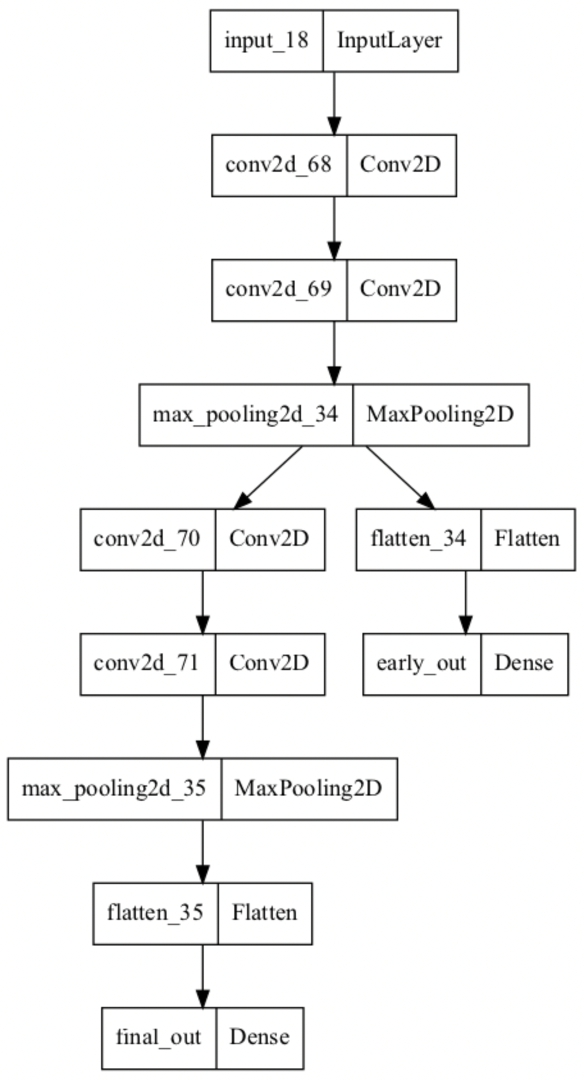 input_18 InputLayer
conv2d_68 Conv2D
conv2d_69 Conv2D
max_pooling2d_34 MaxPooling2D
conv2d_70 Conv2D
flatten_34 Flatten
conv2d_71 Conv2D
early_out Dense
max_pooling2d_35 MaxPooling2D
flatten_35 Flatten
final_out Dense